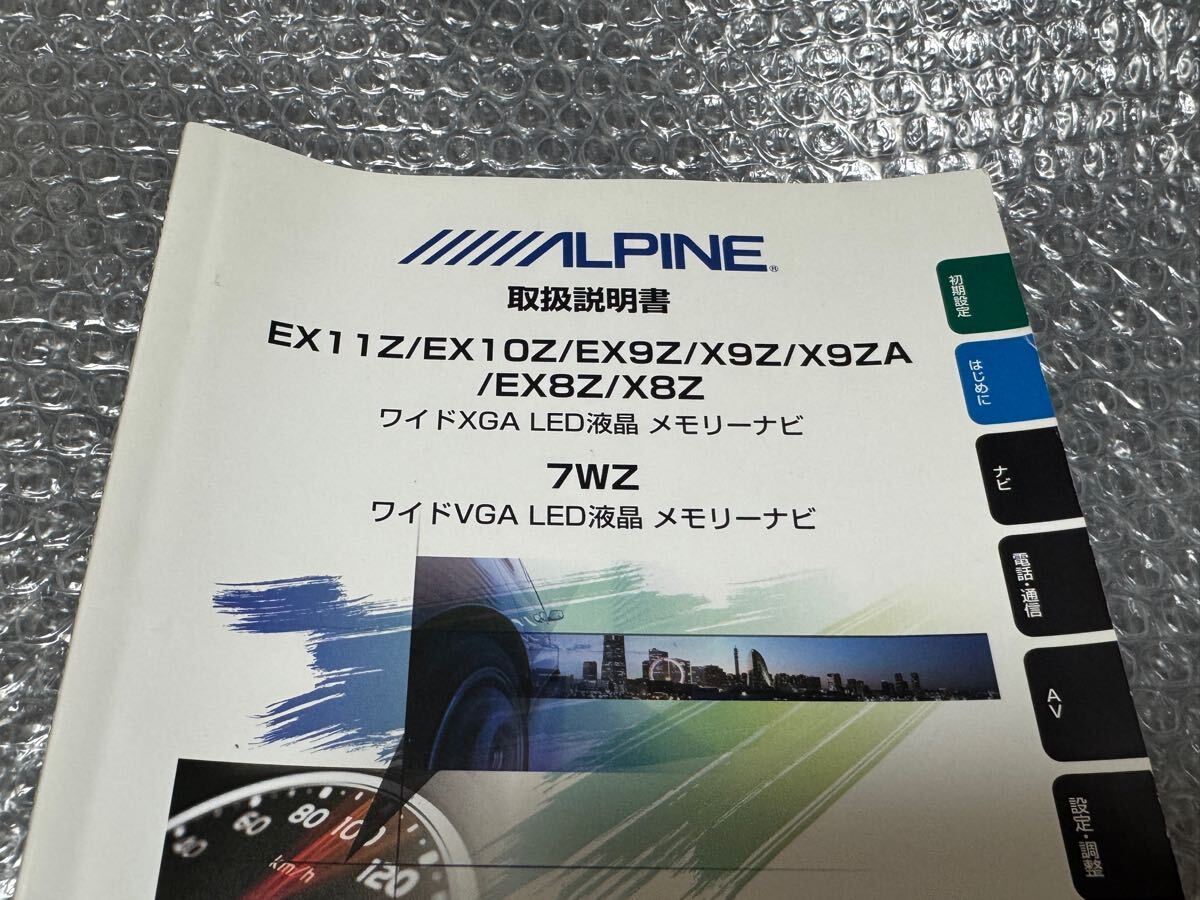 ALPINE®
取扱説明書
EX11Z/EX10Z/EX9Z/X9Z/X9ZA
/EX8Z/X8Z
ワイドXGA LED液晶 メモリーナビ
7WZ
ワイドVGA LED液晶 メモリーナビ
初期設定
はじめに
ナビ
電話・通信
AV
設定・調整
40
60
80
100
120
km/h